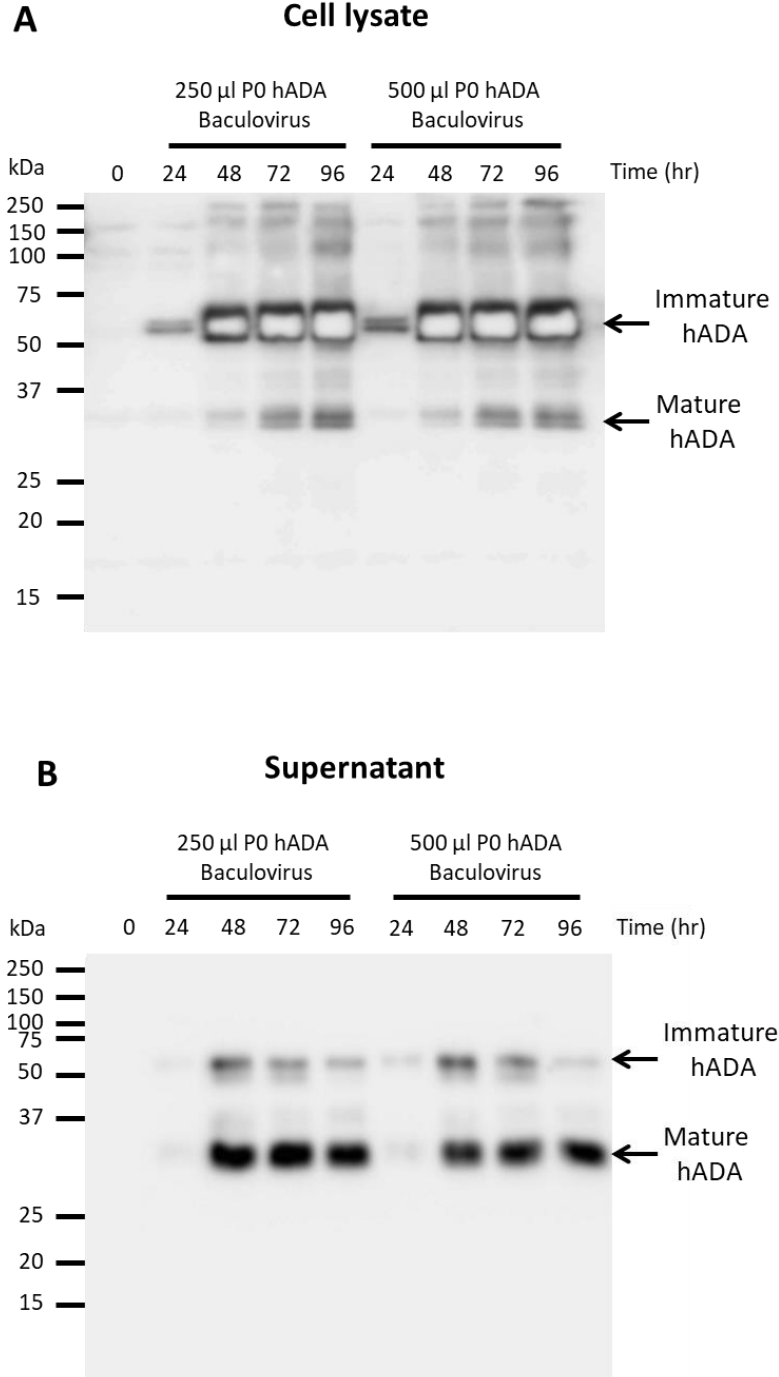 A
Cell lysate
250 µl P0 hADA
Baculovirus
500 µl P0 hADA
Baculovirus
kDa
0 24 48 72 96 24 48 72 96 Time (hr)
250
150
100
75
50
37
25
20
15
Immature
hADA
Mature
hADA
B
Supernatant
250 µl P0 hADA
Baculovirus
500 µl P0 hADA
Baculovirus
kDa
0 24 48 72 96 24 48 72 96 Time (hr)
250
150
100
75
50
37
25
20
15
Immature
hADA
Mature
hADA